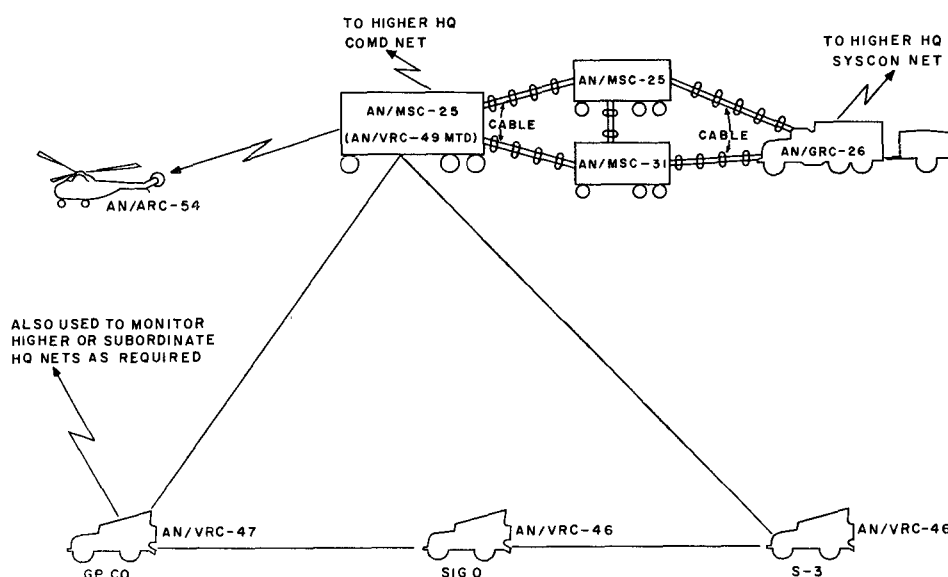 TO HIGHER HQ
COMD NET
TO HIGHER HQ
SYSCON NET
AN/MSC-25
(AN/VRC-49 MTD)
AN/MSC-25
CABLE
CABLE
AN/MSC-31
AN/GRC-26
AN/ARC-54
ALSO USED TO MONITOR
HIGHER OR SUBORDINATE
HQ NETS AS REQUIRED
AN/VRC-47
AN/VRC-46
AN/VRC-46
GP CO
SIG O
S-3